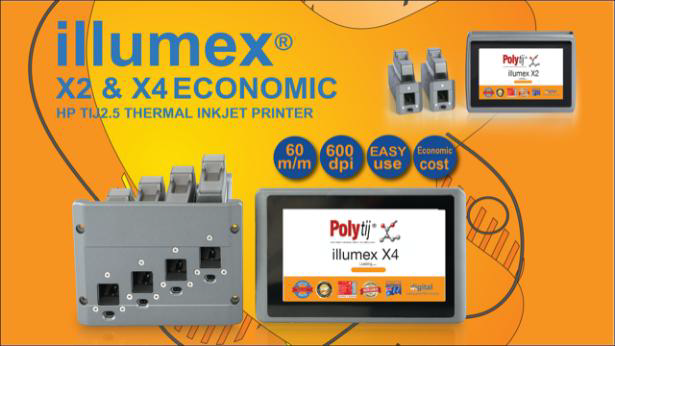 illumex®
X2 & X4 ECONOMIC
HP TIJ2.5 THERMAL INKJET PRINTER
Polytij®
illumex X2
60
m/m
600
dpi
EASY
use
Economic
cost
Polytij®
illumex X4
Loading...
digital